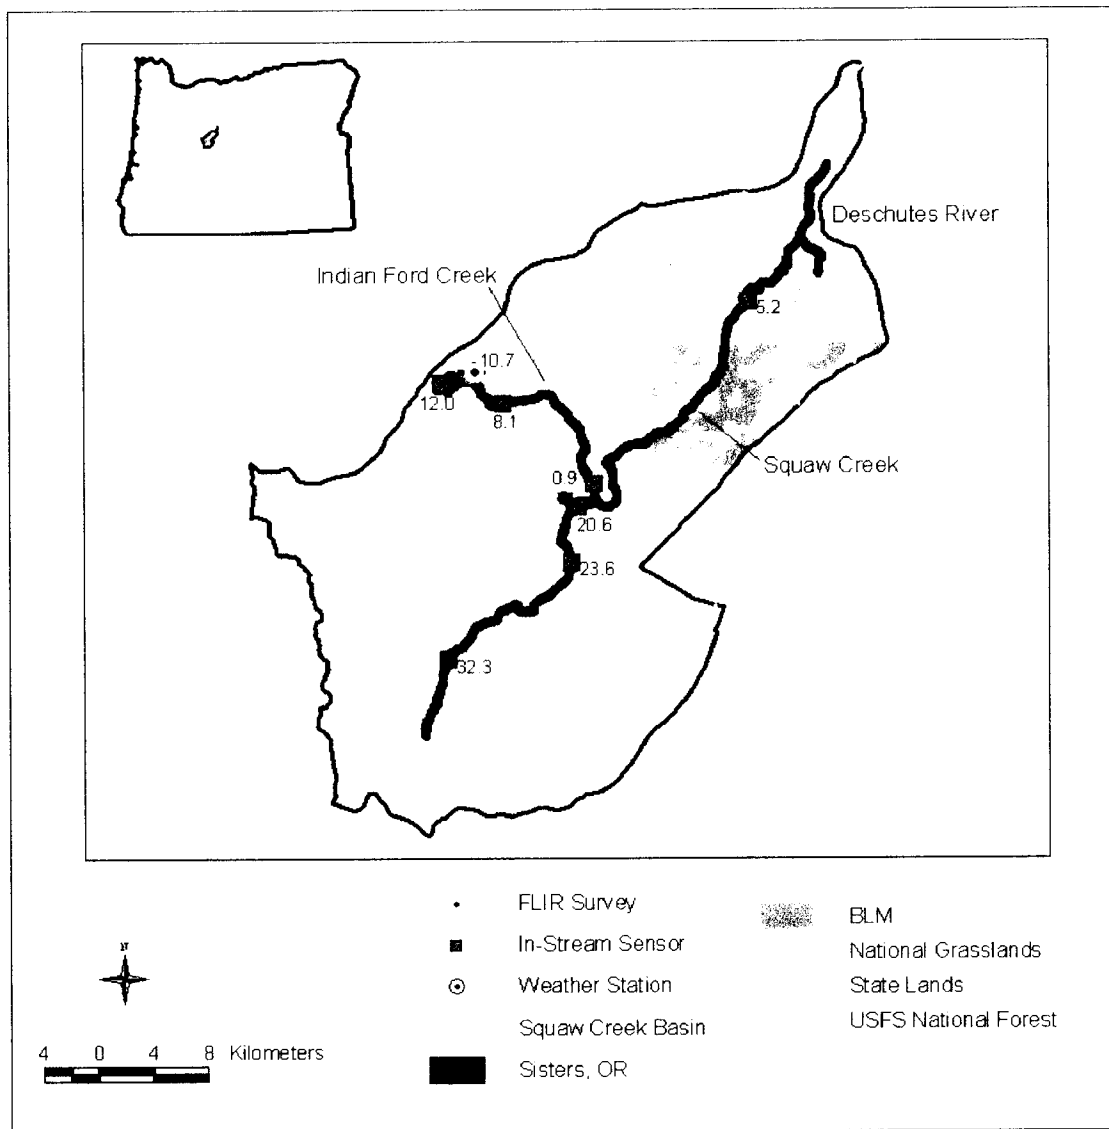 Deschutes River
Indian Ford Creek
5.2
10.7
12.0
8.1
Squaw Creek
0.9
20.6
23.6
32.3
FLIR Survey
In-Stream Sensor
Weather Station
Squaw Creek Basin
Sisters, OR
BLM
National Grasslands
State Lands
USFS National Forest
N
4 0 4 8 Kilometers